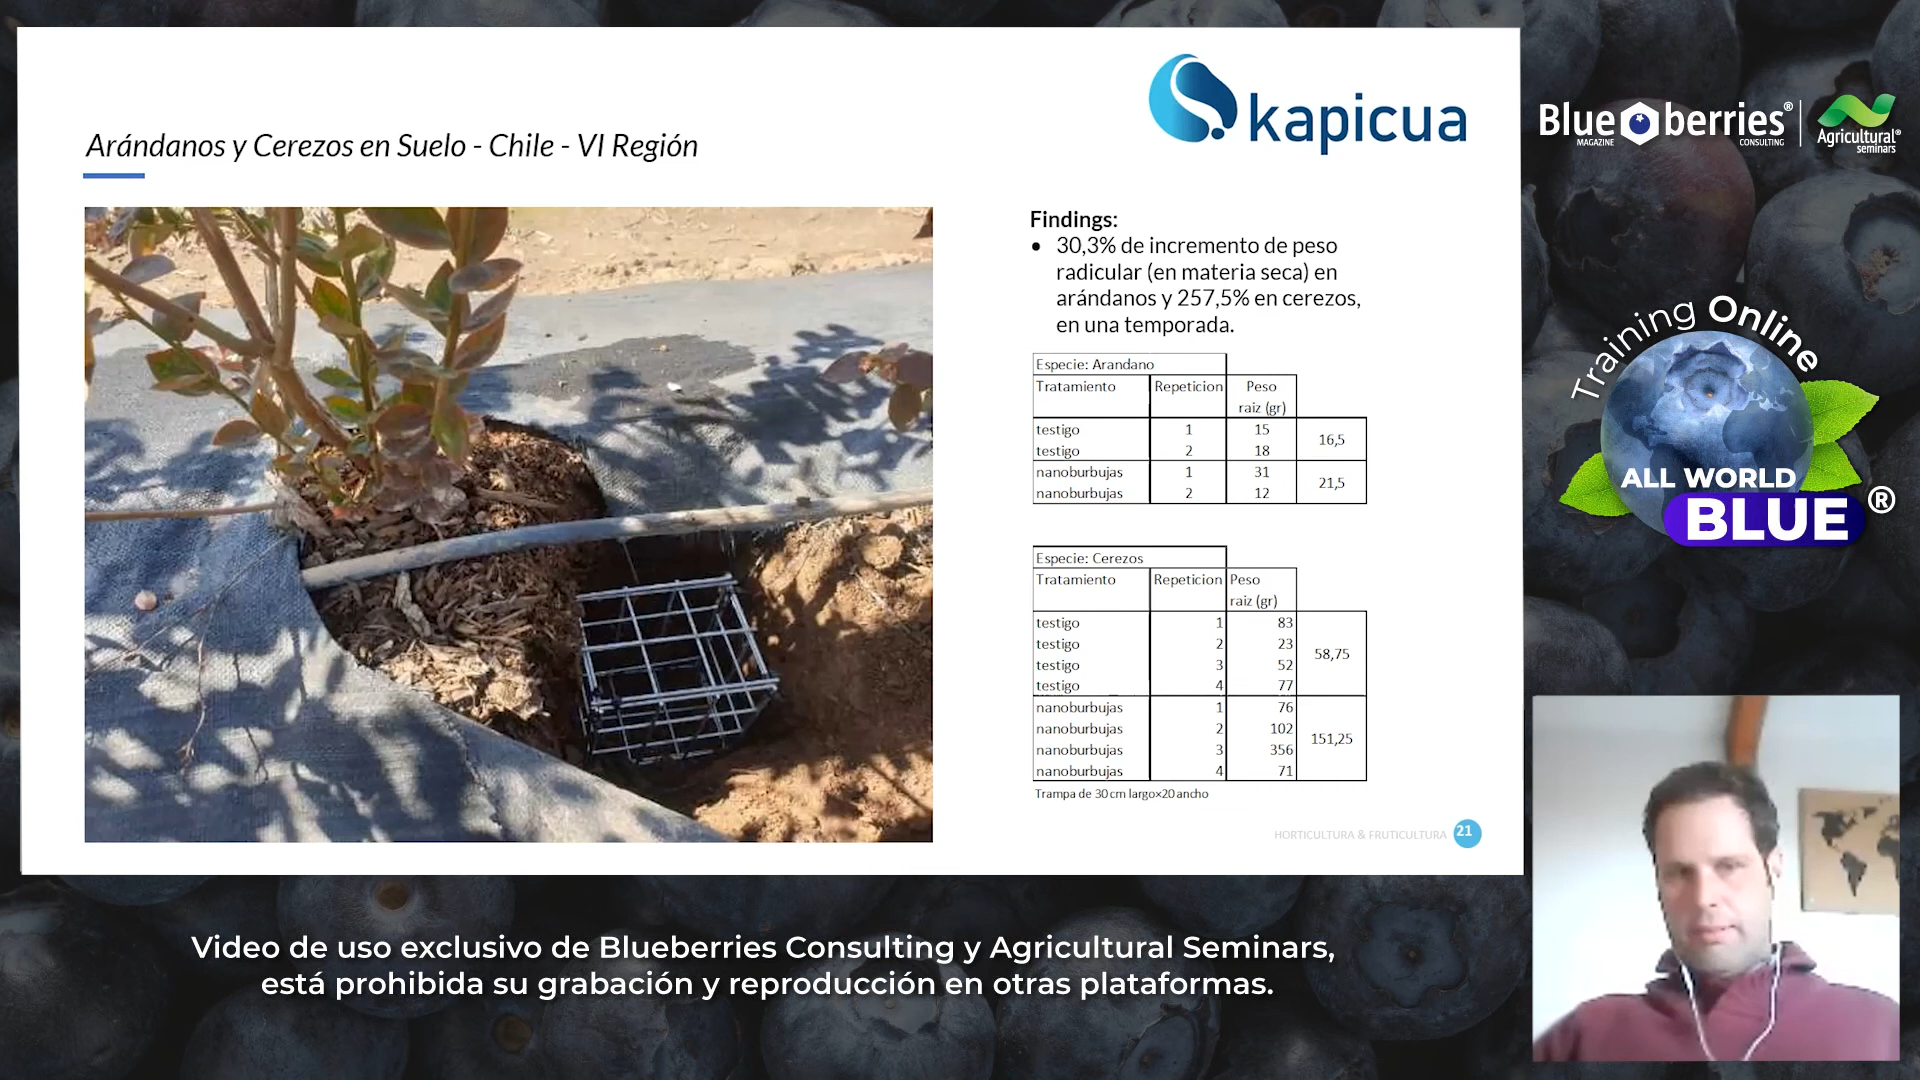 kapicua
Arándanos y Cerezos en Suelo - Chile - VI Región
Findings:
• 30,3% de incremento de peso
radicular (en materia seca) en
arándanos y 257,5% en cerezos,
en una temporada.
Especie: Arandano
Tratamiento Repeticion Peso
raiz (gr)
testigo 1 15
16,5
testigo 2 18
nanoburbujas 1 31
21,5
nanoburbujas 2 12
Especie: Cerezos
Tratamiento Repeticion Peso
raiz (gr)
testigo 1 83
testigo 2 23
58,75
testigo 3 52
testigo 4 77
nanoburbujas 1 76
nanoburbujas 2 102
151,25
nanoburbujas 3 356
nanoburbujas 4 71
Trampa de 30 cm largo×20 ancho
HORTICULTURA & FRUTICULTURA 21
Blueberries®
MAGAZINE CONSULTING
Agricultural®
seminars
Training Online
ALL WORLD
BLUE®
Video de uso exclusivo de Blueberries Consulting y Agricultural Seminars,
está prohibida su grabación y reproducción en otras plataformas.